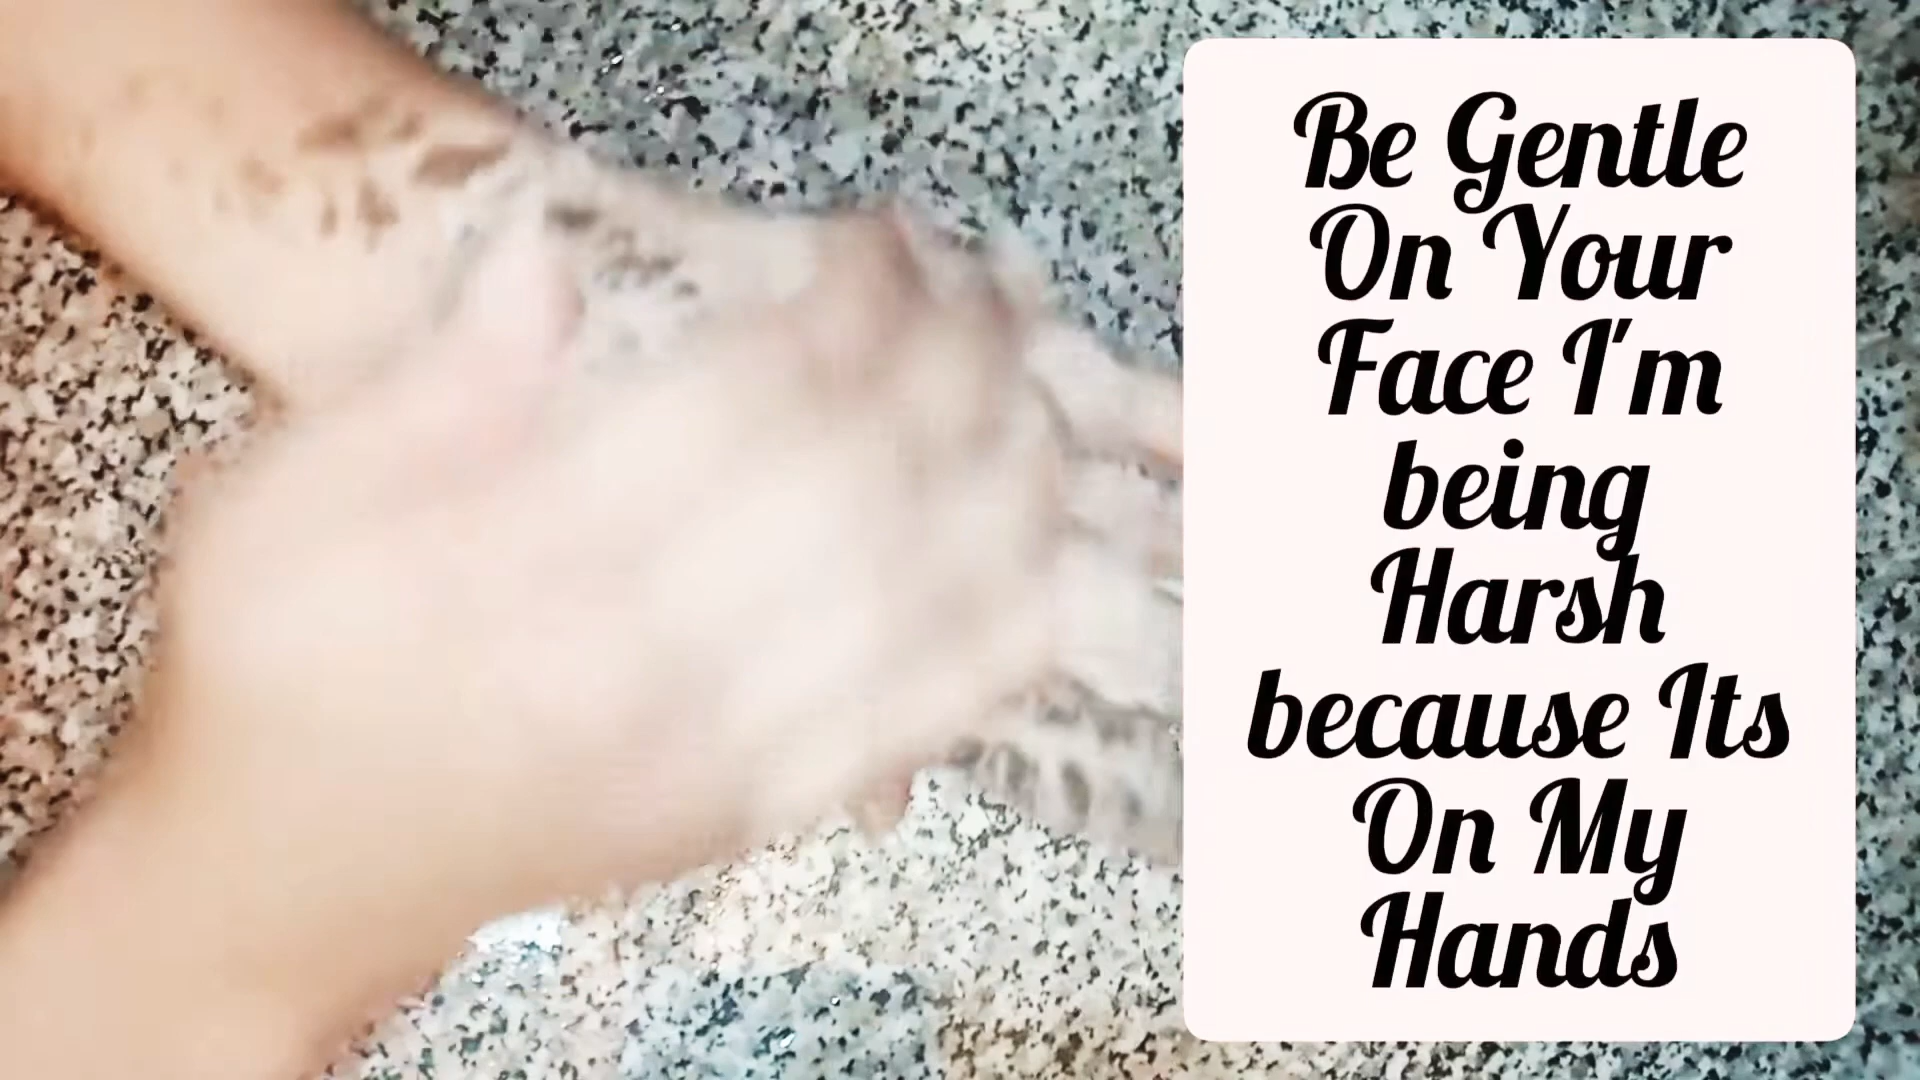 Be Gentle
On Your
Face I'm
being
Harsh
because Its
On My
Hands